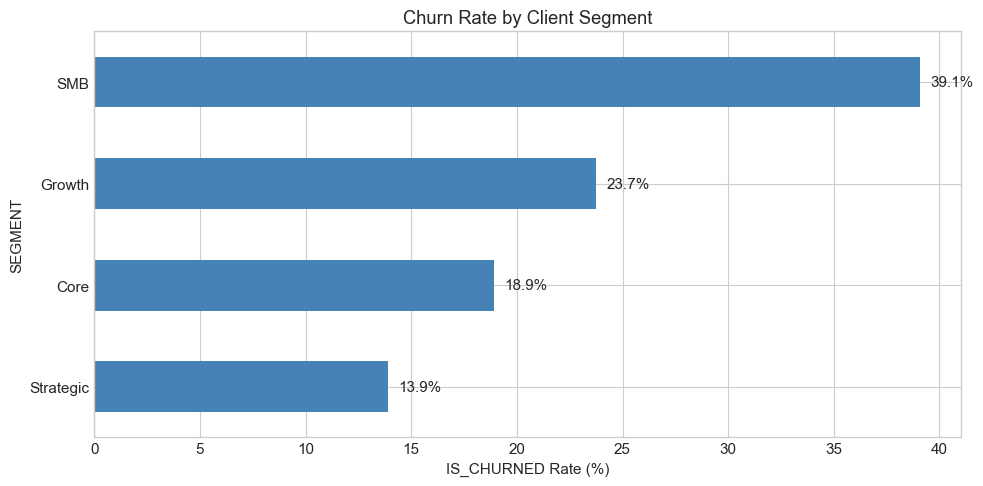 Churn Rate by Client Segment
SEGMENT
SMB 39.1%
Growth 23.7%
Core 18.9%
Strategic 13.9%
0 5 10 15 20 25 30 35 40
IS_CHURNED Rate (%)